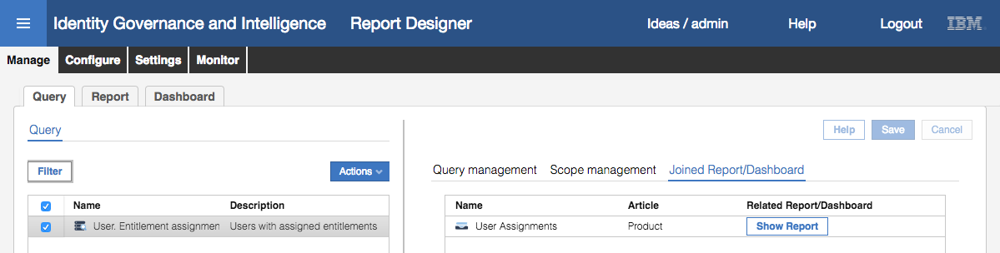 Identity Governance and Intelligence Report Designer Ideas / admin Help Logout IBM
Manage Configure Settings Monitor
Query Report Dashboard
Query
Help Save Cancel
Filter Actions
Query management Scope management Joined Report/Dashboard
Name Description
User. Entitlement assignmen Users with assigned entitlements
Name Article Related Report/Dashboard
User Assignments Product Show Report